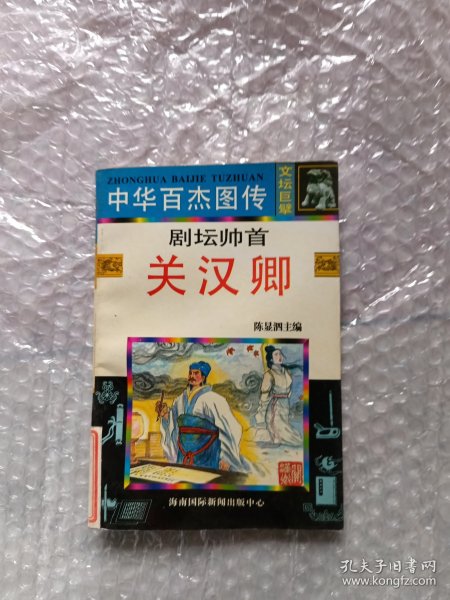 ZHONGHUA BAIJIE TUZHUAN
中华百杰图传
文坛巨擘
剧坛帅首
关汉卿
陈显泗主编
海南国际新闻出版中心
孔夫子旧书网
www.kongfz.com